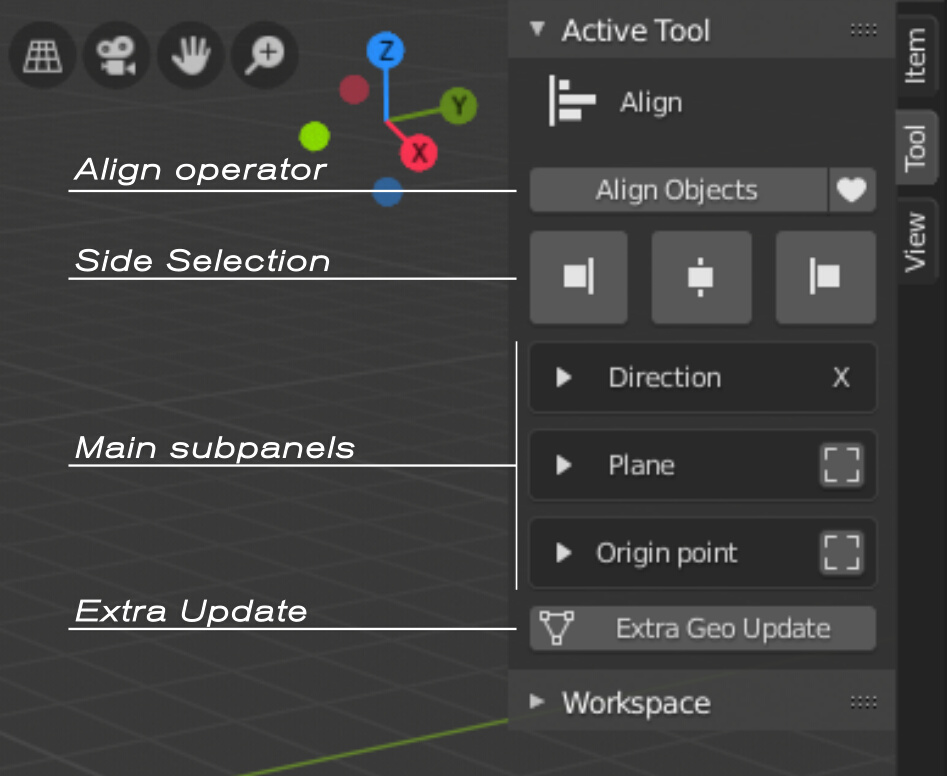 Active Tool
Item
Z
Y
X
Align
Tool
Align operator
Align Objects
View
Side Selection
Direction X
Main subpanels
Plane
Origin point
Extra Update
Extra Geo Update
Workspace